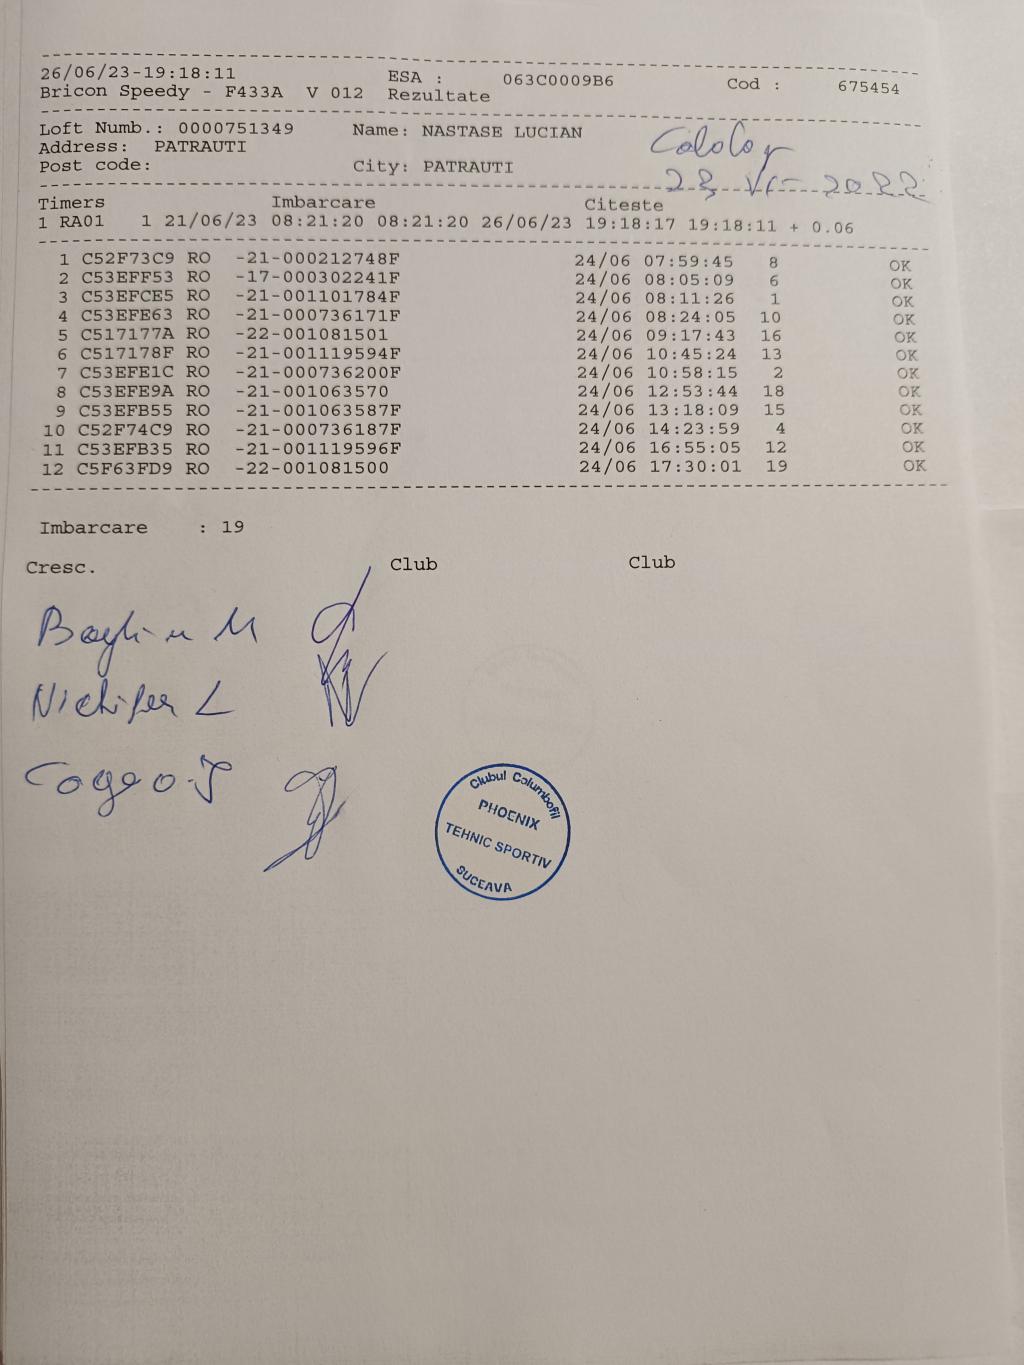 26/06/23-19:18:11 ESA : 063C0009B6 Cod : 675454
Bricon Speedy - F433A V 012 Rezultate
Loft Numb.: 0000751349 Name: NASTASE LUCIAN
Address: PATRAUTI
Post code: City: PATRAUTI
Timers Imbarcare Citeste
1 RA01 1 21/06/23 08:21:20 08:21:20 26/06/23 19:18:17 19:18:11 + 0.06
1 C52F73C9 RO -21-000212748F 24/06 07:59:45 8 OK
2 C53EFF53 RO -17-000302241F 24/06 08:05:09 6 OK
3 C53EFCE5 RO -21-001101784F 24/06 08:11:26 1 OK
4 C53EFE63 RO -21-000736171F 24/06 08:24:05 10 OK
5 C517177A RO -22-001081501 24/06 09:17:43 16 OK
6 C517178F RO -21-001119594F 24/06 10:45:24 13 OK
7 C53EFE1C RO -21-000736200F 24/06 10:58:15 2 OK
8 C53EFE9A RO -21-001063570 24/06 12:53:44 18 OK
9 C53EFB55 RO -21-001063587F 24/06 13:18:09 15 OK
10 C52F74C9 RO -21-000736187F 24/06 14:23:59 4 OK
11 C53EFB35 RO -21-001119596F 24/06 16:55:05 12 OK
12 C5F63FD9 RO -22-001081500 24/06 17:30:01 19 OK
Imbarcare : 19
Cresc. Club Club
Clubul Columbofil
PHOENIX
TEHNIC SPORTIV
SUCEAVA